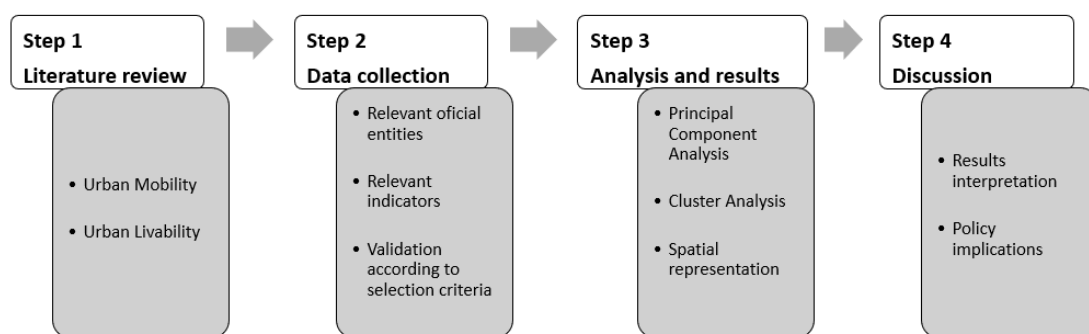 Step 1
Literature review
• Urban Mobility
• Urban Livability
Step 2
Data collection
• Relevant oficial
entities
• Relevant
indicators
• Validation
according to
selection criteria
Step 3
Analysis and results
• Principal
Component
Analysis
• Cluster Analysis
• Spatial
representation
Step 4
Discussion
• Results
interpretation
• Policy
implications